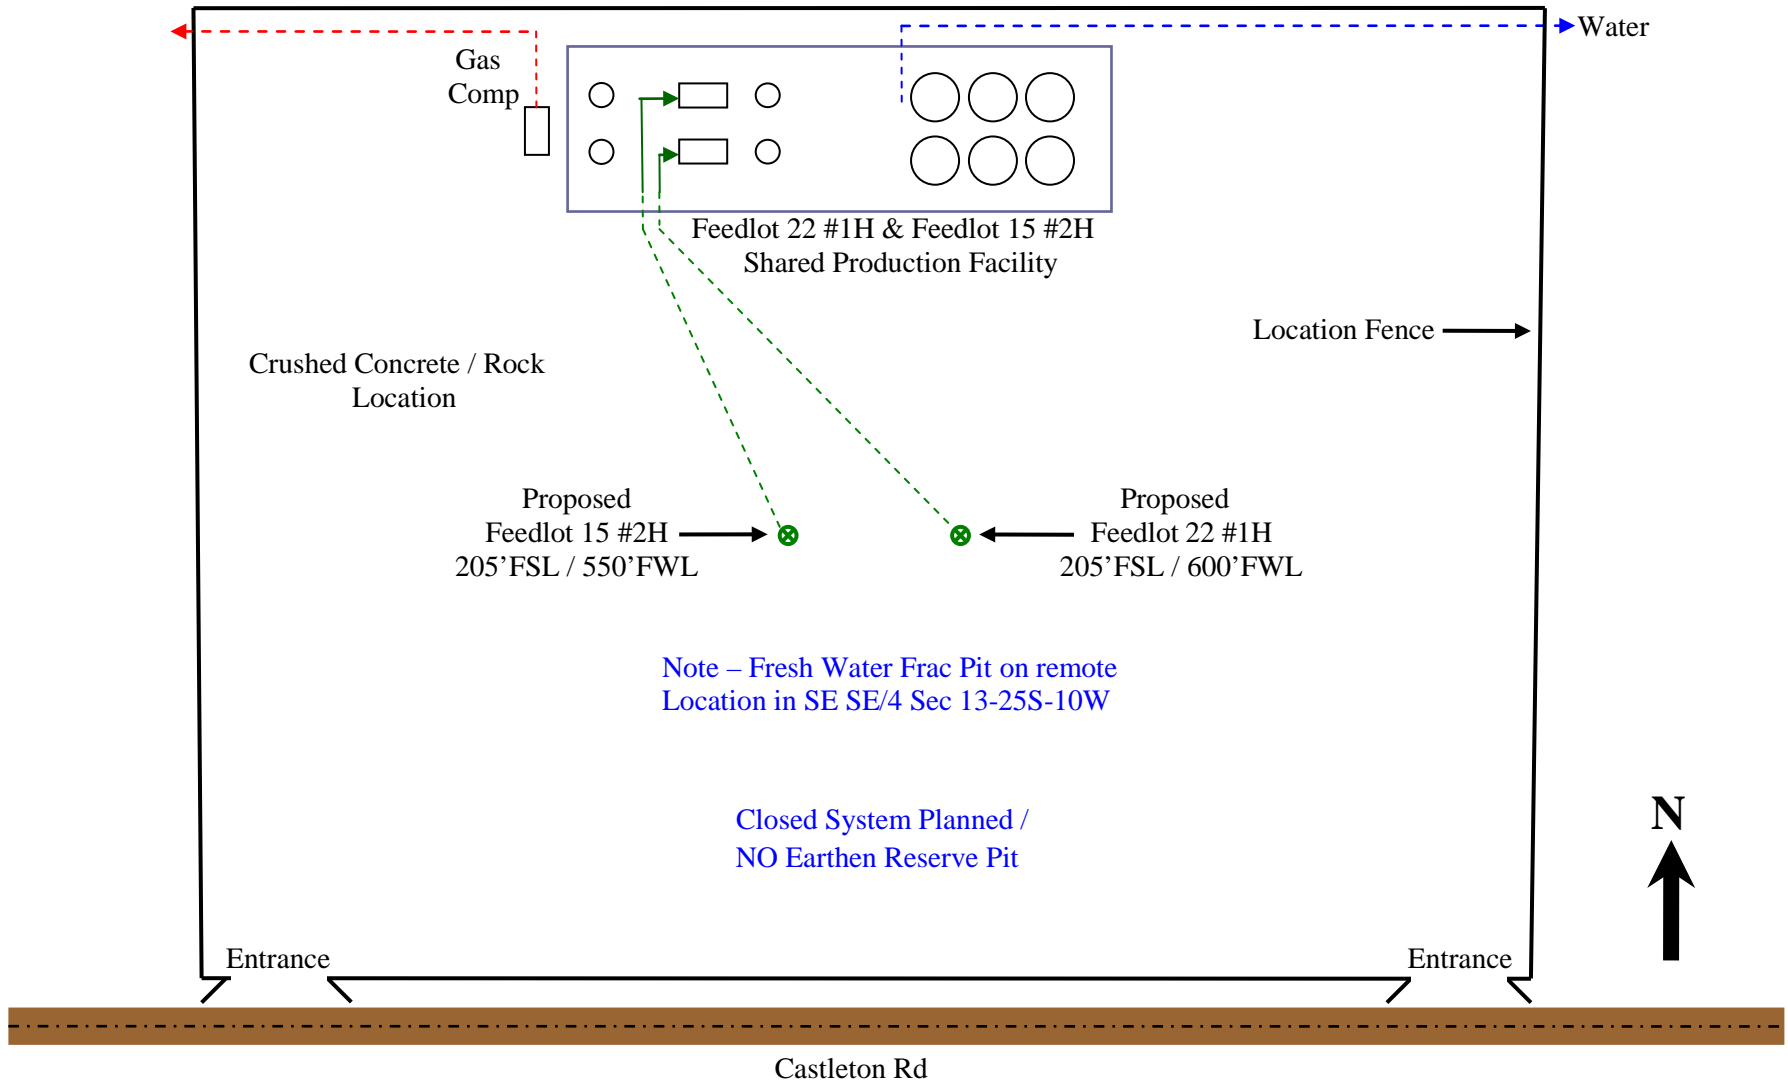 Water
Gas
Comp
Feedlot 22 #1H & Feedlot 15 #2H
Shared Production Facility
Location Fence
Crushed Concrete / Rock
Location
Proposed
Feedlot 15 #2H
205’FSL / 550’FWL
Proposed
Feedlot 22 #1H
205’FSL / 600’FWL
Note – Fresh Water Frac Pit on remote
Location in SE SE/4 Sec 13-25S-10W
Closed System Planned /
NO Earthen Reserve Pit
N
Entrance
Entrance
Castleton Rd